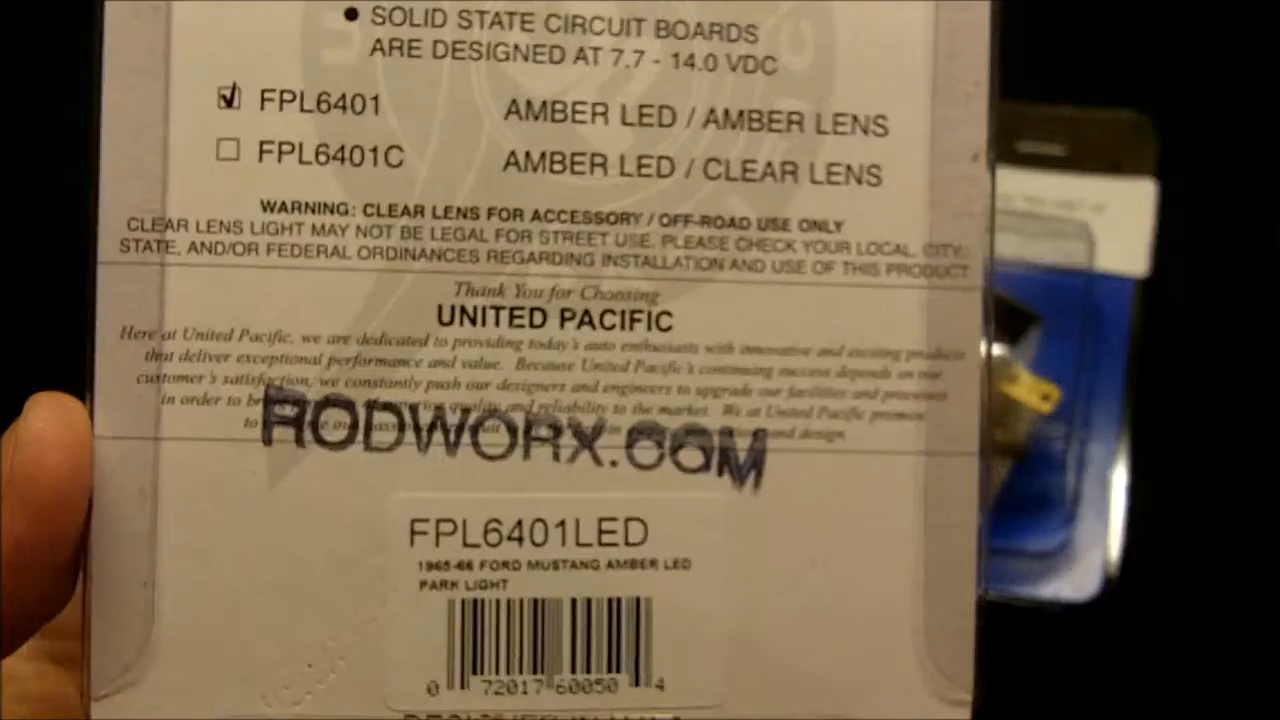 ● SOLID STATE CIRCUIT BOARDS
ARE DESIGNED AT 7.7 - 14.0 VDC
FPL6401 AMBER LED / AMBER LENS
FPL6401C AMBER LED / CLEAR LENS
WARNING: CLEAR LENS FOR ACCESSORY / OFF-ROAD USE ONLY
CLEAR LENS LIGHT MAY NOT BE LEGAL FOR STREET USE, PLEASE CHECK YOUR LOCAL, CITY,
STATE, AND/OR FEDERAL ORDINANCES REGARDING INSTALLATION AND USE OF THIS PRODUCT
Thank You for Choosing
UNITED PACIFIC
Here at United Pacific, we are dedicated to providing today's auto enthusiasts with innovative and exciting products
that deliver exceptional performance and value. Because United Pacific's continuing success depends on our
customer's satisfaction, we constantly push our designers and engineers to upgrade our facilities and processes
in order to quality and reliability to the market. We at United Pacific promise
to our in and design.
RODWORX.COM
FPL6401LED
1965-66 FORD MUSTANG AMBER LED
PARK LIGHT
0 72017 60050 4